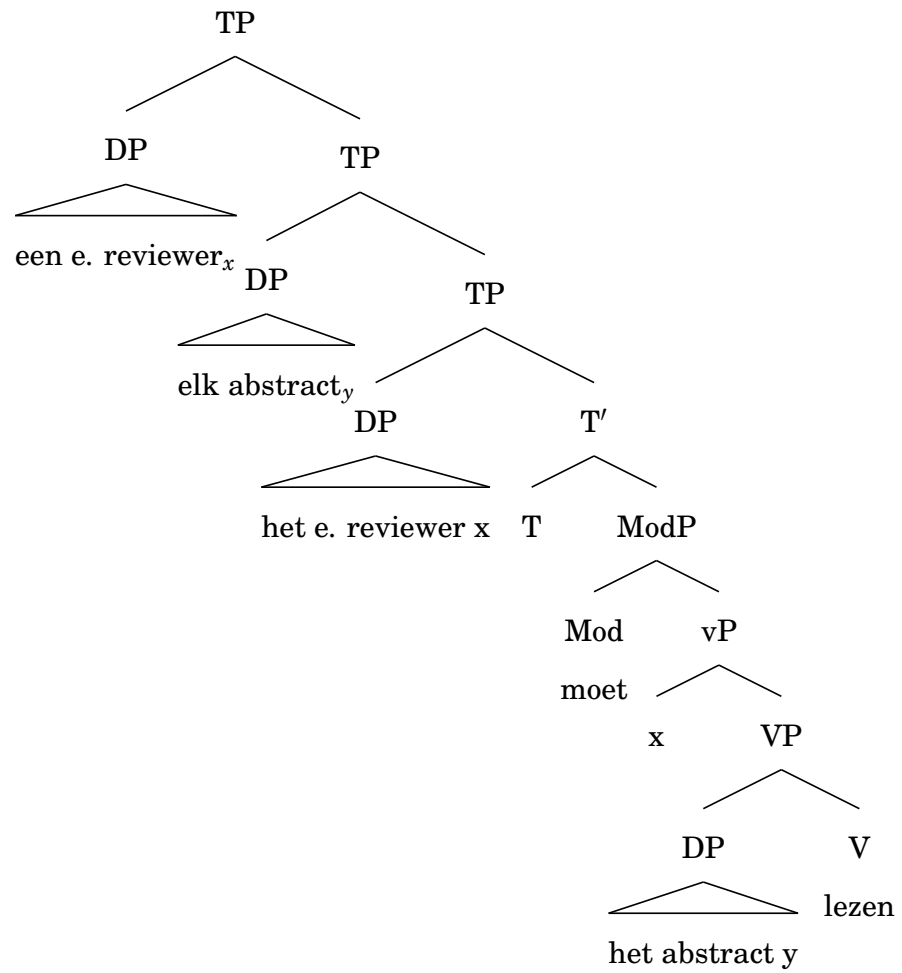 TP
DP TP
een e. reviewerₓ
DP TP
elk abstract_y
DP T′
het e. reviewer x T ModP
Mod vP
moet
x VP
DP V
lezen
het abstract y